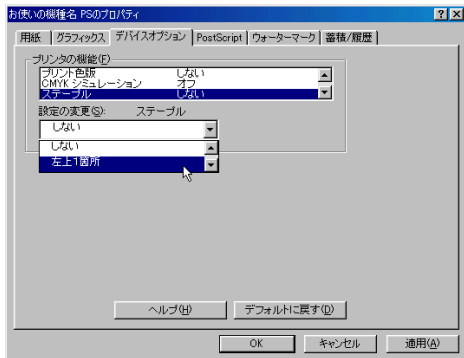 お使いの機種名 PSのプロパティ
用紙 グラフィックス デバイスオプション PostScript ウォーターマーク 蓄積/履歴
プリンタの機能(F)
プリント色版 しない
CMYK シミュレーション オフ
ステープル しない
設定の変更(S): ステープル
しない
しない
左上1箇所
ヘルプ(H) デフォルトに戻す(D)
OK キャンセル 適用(A)